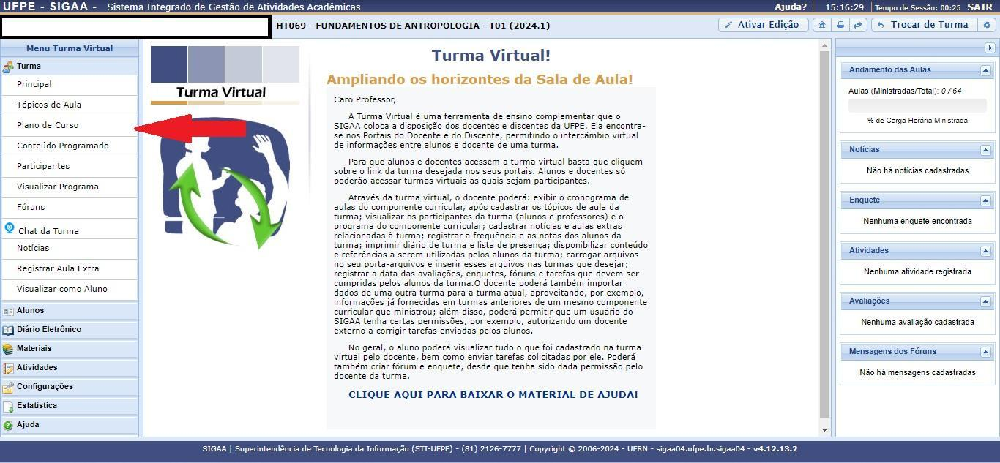 UFPE - SIGAA - Sistema Integrado de Gestão de Atividades Acadêmicas
Ajuda? 15:16:29 Tempo de Sessão: 00:25 SAIR
HT069 - FUNDAMENTOS DE ANTROPOLOGIA - T01 (2024.1)
Ativar Edição
Trocar de Turma
Menu Turma Virtual
Turma
Principal
Tópicos de Aula
Plano de Curso
Conteúdo Programado
Participantes
Visualizar Programa
Fóruns
Chat da Turma
Notícias
Registrar Aula Extra
Visualizar como Aluno
Alunos
Diário Eletrônico
Materiais
Atividades
Configurações
Estatística
Ajuda
Turma Virtual
Turma Virtual!
Ampliando os horizontes da Sala de Aula!
Caro Professor,
A Turma Virtual é uma ferramenta de ensino complementar que o
SIGAA coloca a disposição dos docentes e discentes da UFPE. Ela encontra-
se nos Portais do Docente e do Discente, permitindo o intercâmbio virtual
de informações entre alunos e docente de uma turma.
Para que alunos e docentes acessem a turma virtual basta que cliquem
sobre o link da turma desejada nos seus portais. Alunos e docentes só
poderão acessar turmas virtuais as quais sejam participantes.
Através da turma virtual, o docente poderá: exibir o cronograma de
aulas do componente curricular, após cadastrar os tópicos de aula da
turma; visualizar os participantes da turma (alunos e professores) e o
programa do componente curricular; cadastrar notícias e aulas extras
relacionadas à turma; registrar a freqüência e as notas dos alunos da
turma; imprimir diário de turma e lista de presença; disponibilizar conteúdo
e referências a serem utilizadas pelos alunos da turma; carregar arquivos
no seu porta-arquivos e inserir esses arquivos nas turmas que desejar;
registrar a data das avaliações, enquetes, fóruns e tarefas que devem ser
cumpridas pelos alunos da turma.O docente poderá também importar
dados de uma outra turma para a turma atual, aproveitando, por exemplo,
informações já fornecidas em turmas anteriores de um mesmo componente
curricular que ministrou; além disso, poderá permitir que um usuário do
SIGAA tenha certas permissões, por exemplo, autorizando um docente
externo a corrigir tarefas enviadas pelos alunos.
No geral, o aluno poderá visualizar tudo o que foi cadastrado na turma
virtual pelo docente, bem como enviar tarefas solicitadas por ele. Poderá
também criar fórum e enquete, desde que tenha sido dada permissão pelo
docente da turma.
CLIQUE AQUI PARA BAIXAR O MATERIAL DE AJUDA!
Andamento das Aulas
Aulas (Ministradas/Total): 0 / 64
% de Carga Horária Ministrada
Notícias
Não há notícias cadastradas
Enquete
Nenhuma enquete encontrada
Atividades
Nenhuma atividade registrada
Avaliações
Nenhuma avaliação cadastrada
Mensagens dos Fóruns
Não há mensagens cadastradas
SIGAA | Superintendência de Tecnologia da Informação (STI-UFPE) - (81) 2126-7777 | Copyright © 2006-2024 - UFRN - sigaa04.ufpe.br.sigaa04 - v4.12.13.2